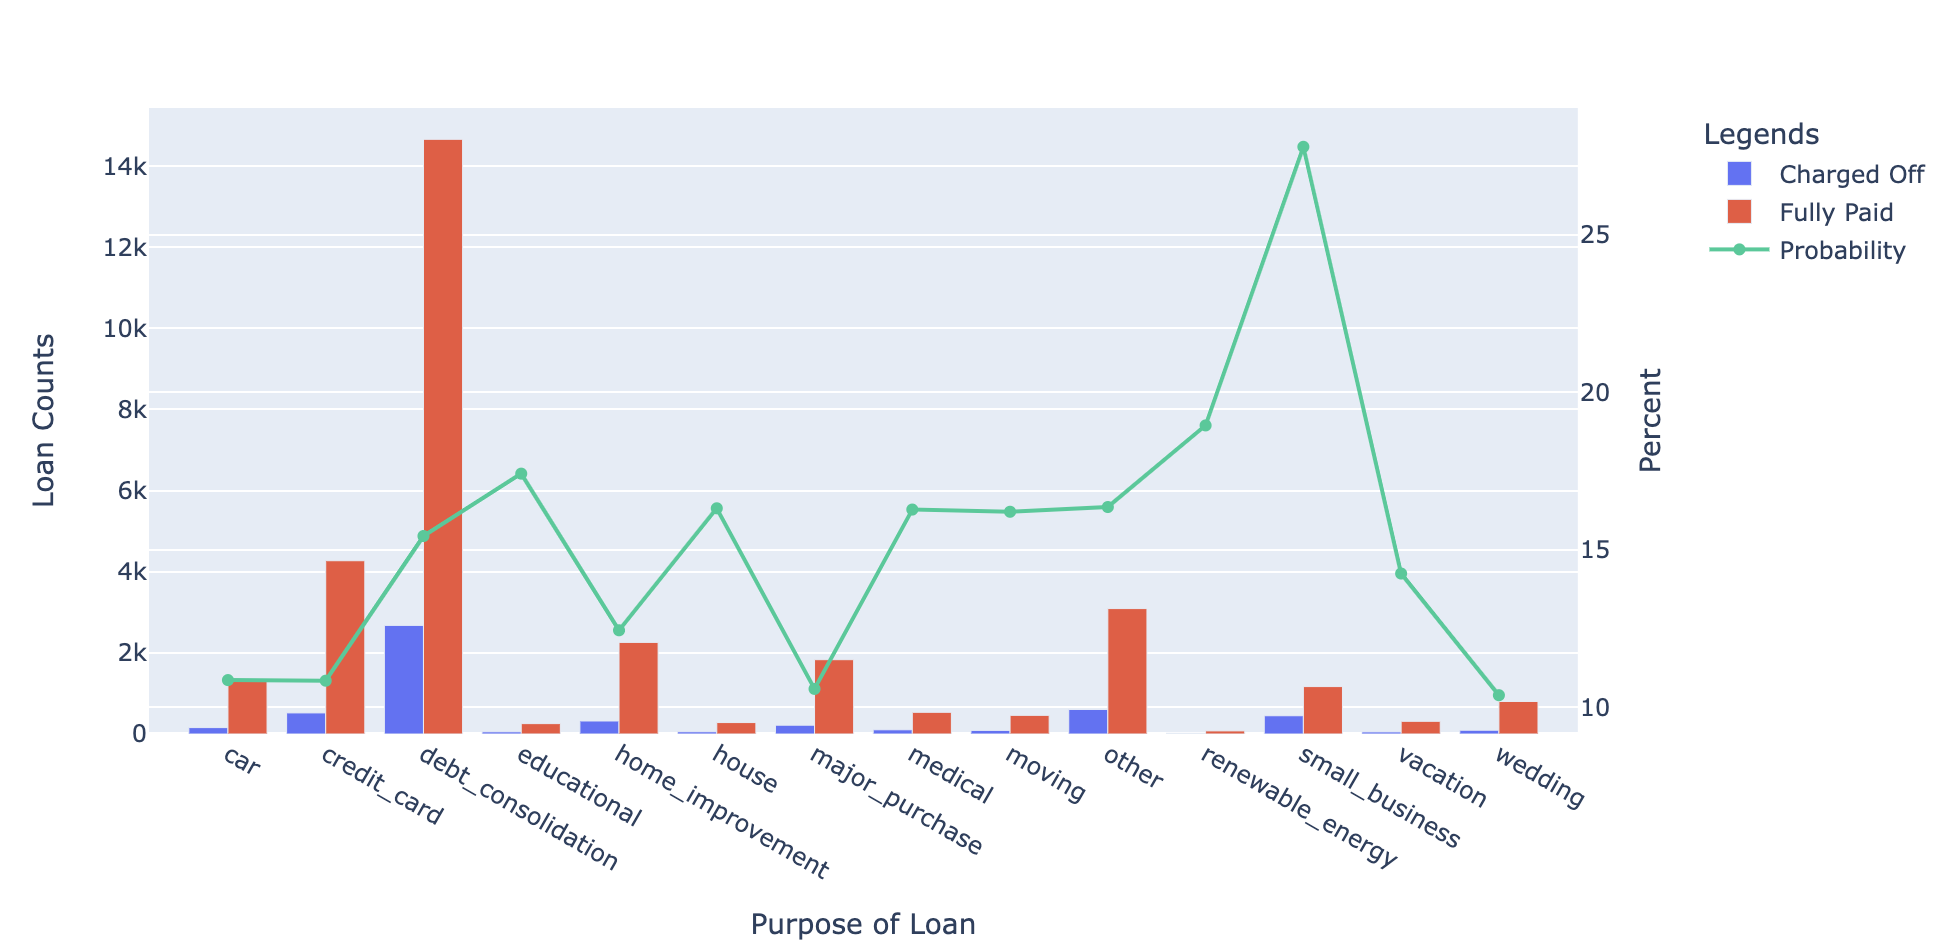 Legends
Charged Off
Fully Paid
Probability
14k
12k
10k
8k
6k
4k
2k
0
Loan Counts
25
20
15
10
Percent
car
credit_card
debt_consolidation
educational
home_improvement
house
major_purchase
medical
moving
other
renewable_energy
small_business
vacation
wedding
Purpose of Loan